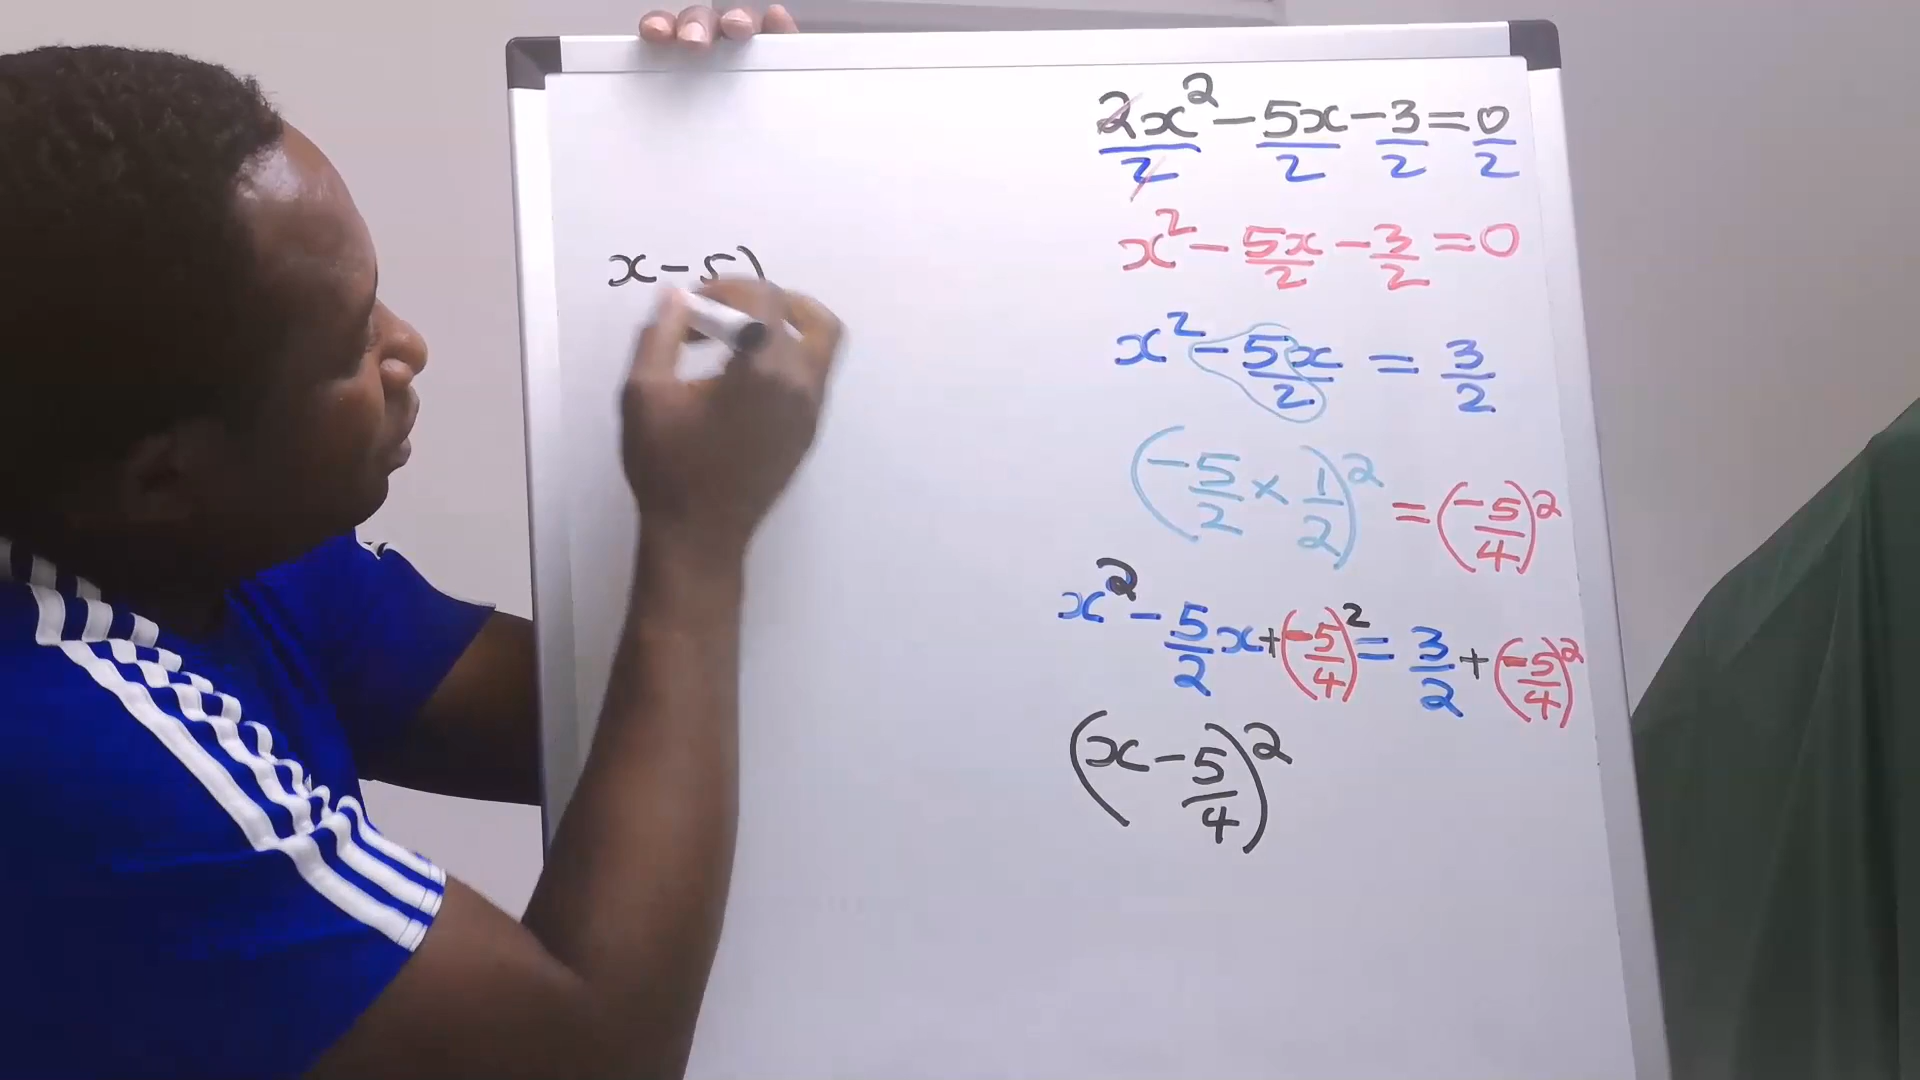 2x² - 5x - 3 = 0
2 2 2 2
x² - 5x/2 - 3/2 = 0
x² - 5x/2 = 3/2
(-5/2 × 1/2)² = (-5/4)²
x² - 5/2 x + (-5/4)² = 3/2 + (-5/4)²
(x - 5/4)²
x - 5)